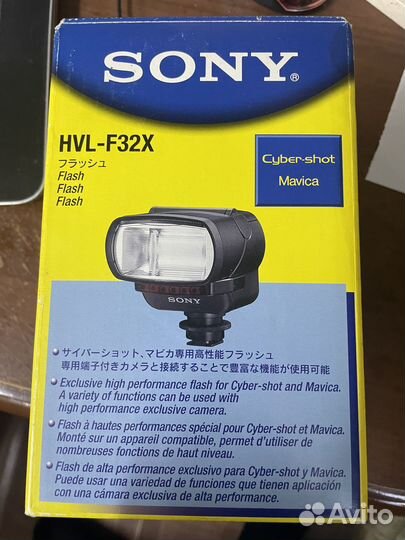 SONY®
HVL-F32X
フラッシュ
Flash
Flash
Flash
Cyber-shot
Mavica
SONY
• サイバーショット、マビカ専用高性能フラッシュ
専用端子付きカメラと接続することで豊富な機能が使用可能
• Exclusive high performance flash for Cyber-shot and Mavica.
A variety of functions can be used with
high performance exclusive camera.
• Flash à hautes performances spécial pour Cyber-shot et Mavica.
Monté sur un appareil compatible, permet d'utiliser de
nombreuses fonctions de haut niveau.
• Flash de alta performance exclusivo para Cyber-shot y Mavica.
Puede usar una variedad de funciones que tienen aplicación
con una cámara exclusiva de alta performance.
Avito